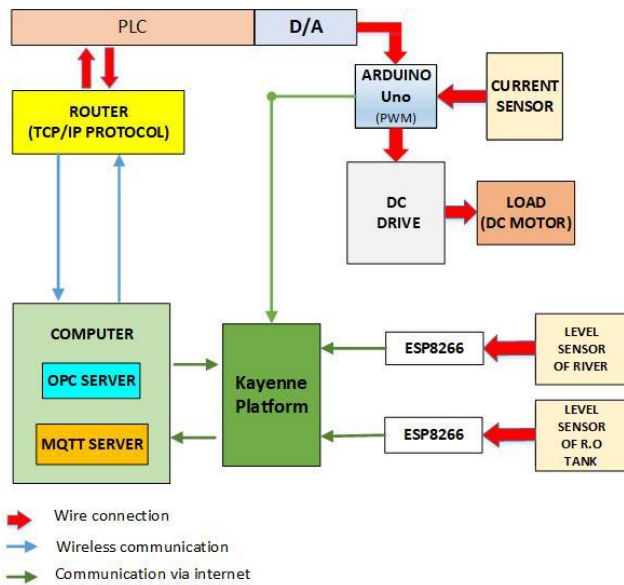 PLC
D/A
ROUTER
(TCP/IP PROTOCOL)
ARDUINO
Uno
(PWM)
CURRENT
SENSOR
DC
DRIVE
LOAD
(DC MOTOR)
COMPUTER
OPC SERVER
MQTT SERVER
Kayenne
Platform
ESP8266
LEVEL
SENSOR
OF RIVER
ESP8266
LEVEL
SENSOR
OF R.O
TANK
Wire connection
Wireless communication
Communication via internet